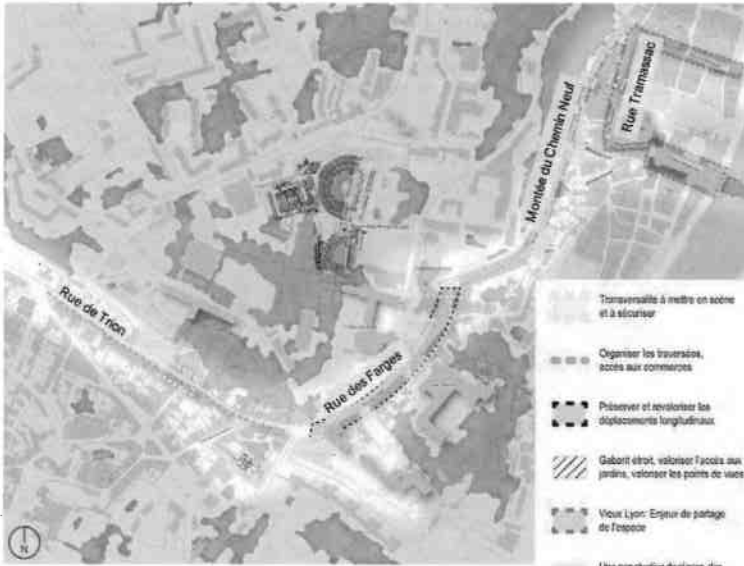 Montée du Chemin Neuf
Rue Tramassac
Rue de Trion
Rue des Farges
Transversalité à mettre en scène
et à sécuriser
Organiser les traversées,
accès aux commerces
Préserver et revaloriser les
déplacements longitudinaux
Gabarit étroit, valoriser l'accès aux
jardins, valoriser les points de vues
Vieux Lyon: Enjeu de partage
de l'espace
N